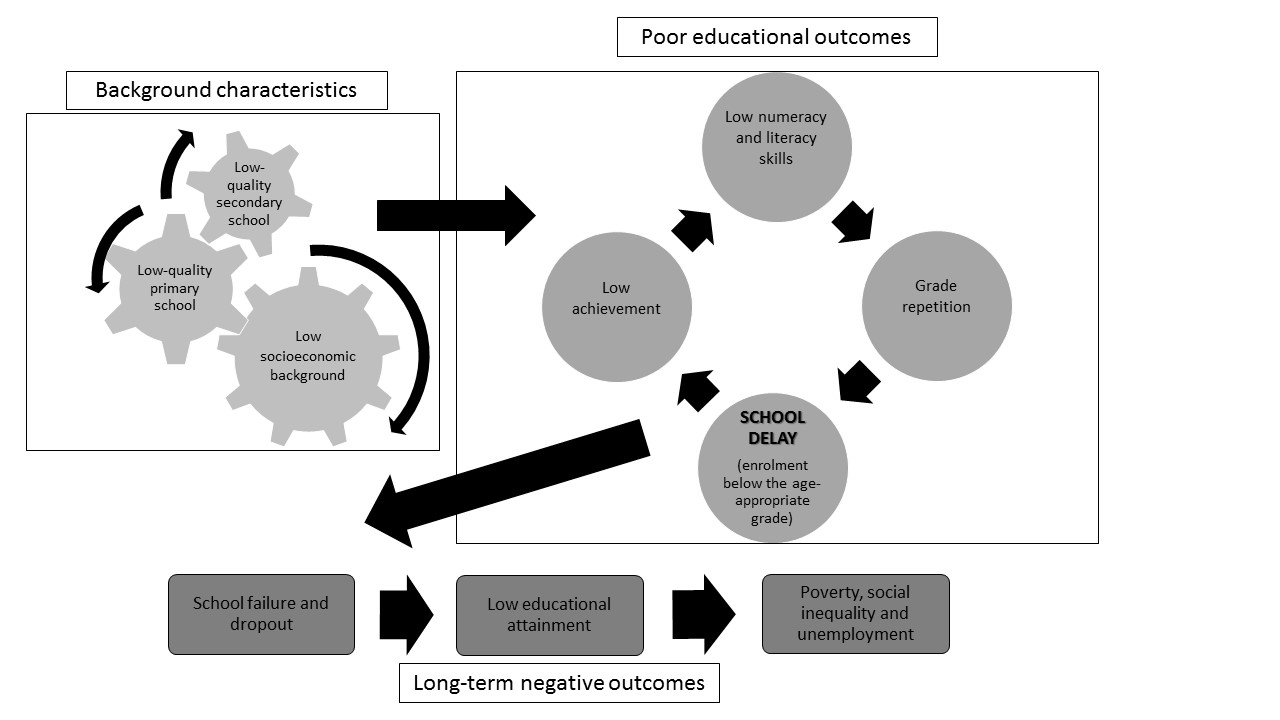 Poor educational outcomes
Background characteristics
Low-
quality
secondary
school
Low-quality
primary
school
Low
socioeconomic
background
Low numeracy
and literacy
skills
Grade
repetition
SCHOOL
DELAY
(enrolment
below the age-
appropriate
grade)
Low
achievement
School failure and
dropout
Low educational
attainment
Poverty, social
inequality and
unemployment
Long-term negative outcomes